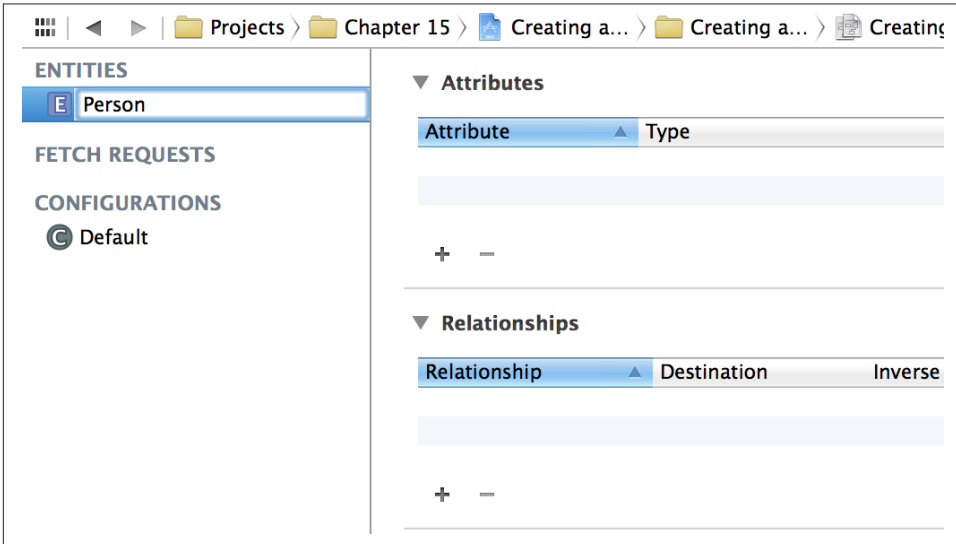 Projects Chapter 15 Creating a... Creating a... Creating
ENTITIES
E Person
FETCH REQUESTS
CONFIGURATIONS
C Default
Attributes
Attribute Type
Relationships
Relationship Destination Inverse